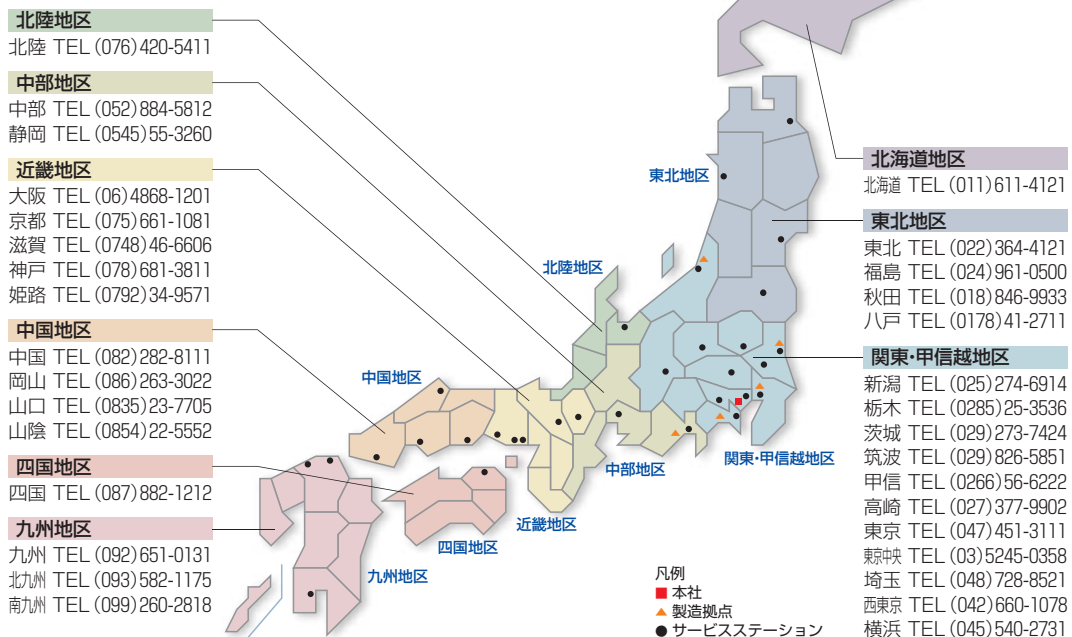 北陸地区
北陸 TEL (076)420-5411
中部地区
中部 TEL (052)884-5812
静岡 TEL (0545)55-3260
近畿地区
大阪 TEL (06)4868-1201
京都 TEL (075)661-1081
滋賀 TEL (0748)46-6606
神戸 TEL (078)681-3811
姫路 TEL (0792)34-9571
中国地区
中国 TEL (082)282-8111
岡山 TEL (086)263-3022
山口 TEL (0835)23-7705
山陰 TEL (0854)22-5552
四国地区
四国 TEL (087)882-1212
九州地区
九州 TEL (092)651-0131
北九州 TEL (093)582-1175
南九州 TEL (099)260-2818
東北地区
北陸地区
中国地区
中部地区
関東・甲信越地区
近畿地区
四国地区
九州地区
凡例
本社
製造拠点
サービスステーション
北海道地区
北海道 TEL (011)611-4121
東北地区
東北 TEL (022)364-4121
福島 TEL (024)961-0500
秋田 TEL (018)846-9933
八戸 TEL (0178)41-2711
関東・甲信越地区
新潟 TEL (025)274-6914
栃木 TEL (0285)25-3536
茨城 TEL (029)273-7424
筑波 TEL (029)826-5851
甲信 TEL (0266)56-6222
高崎 TEL (027)377-9902
東京 TEL (047)451-3111
東京中央 TEL (03)5245-0358
埼玉 TEL (048)728-8521
西東京 TEL (042)660-1078
横浜 TEL (045)540-2731